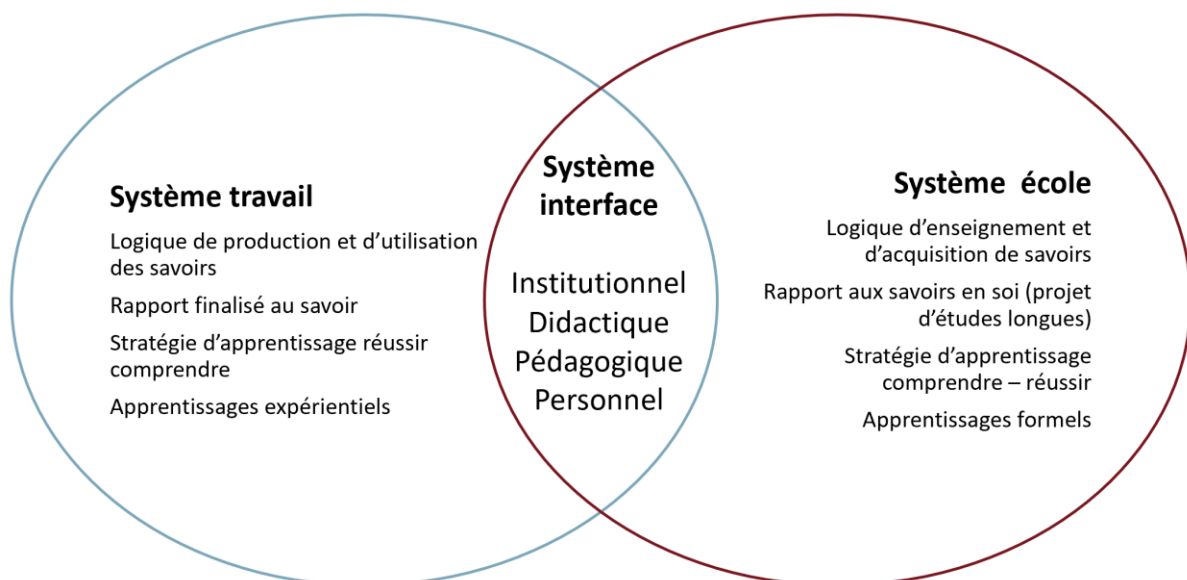 Système travail
Logique de production et d’utilisation
des savoirs
Rapport finalisé au savoir
Stratégie d’apprentissage réussir
comprendre
Apprentissages expérientiels
Système
interface
Institutionnel
Didactique
Pédagogique
Personnel
Système  école
Logique d’enseignement et
d’acquisition de savoirs
Rapport aux savoirs en soi (projet
d’études longues)
Stratégie d’apprentissage
comprendre – réussir
Apprentissages formels